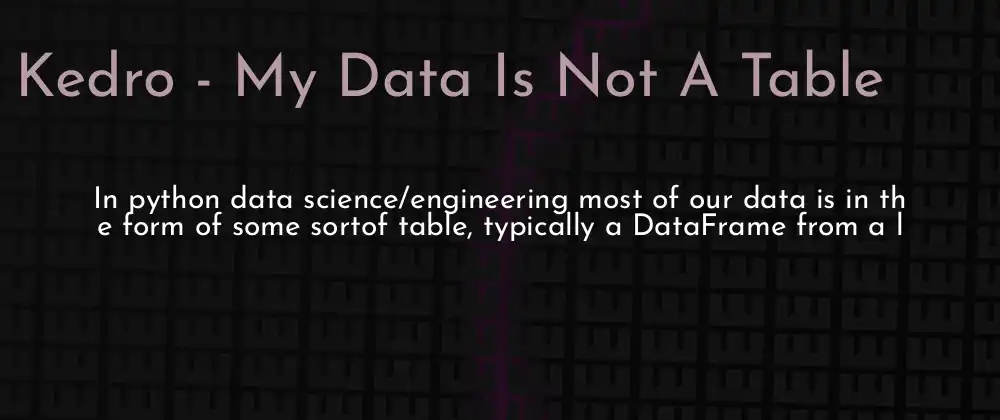 Kedro - My Data Is Not A Table
In python data science/engineering most of our data is in th
e form of some sortof table, typically a DataFrame from a l